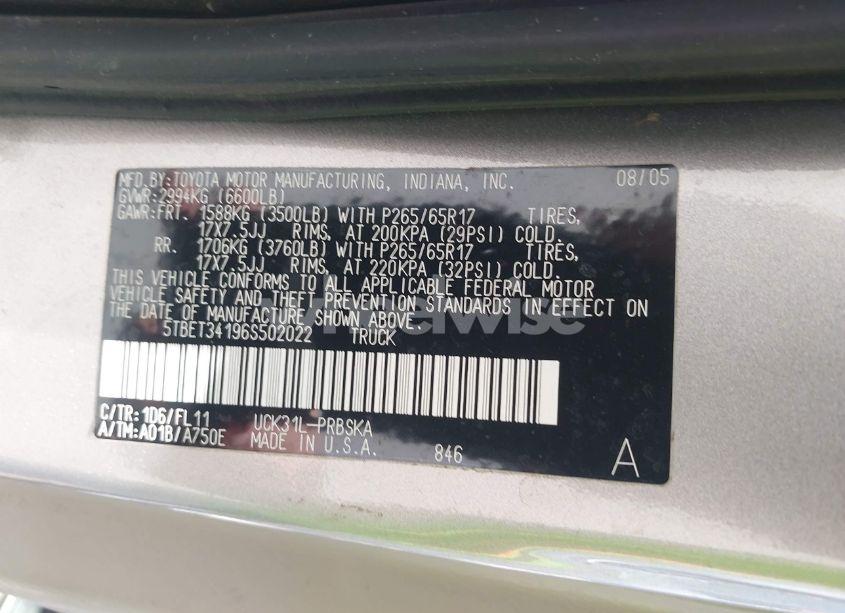 MFD.BY:TOYOTA MOTOR MANUFACTURING, INDIANA, INC. 08/05
GVWR:2994KG (6600LB)
GAWR:FRT. 1588KG (3500LB) WITH P265/65R17 TIRES,
17X7.5JJ RIMS, AT 200KPA (29PSI) COLD.
RR. 1706KG (3760LB) WITH P265/65R17 TIRES,
17X7.5JJ RIMS, AT 220KPA (32PSI) COLD.
THIS VEHICLE CONFORMS TO ALL APPLICABLE FEDERAL MOTOR
VEHICLE SAFETY AND THEFT PREVENTION STANDARDS IN EFFECT ON
THE DATE OF MANUFACTURE SHOWN ABOVE.
5TBET34196S502022 TRUCK
C/TR:1D6/FL11 UCK31L-PRBSKA
A/TM:A01B/A750E MADE IN U.S.A. 846
A